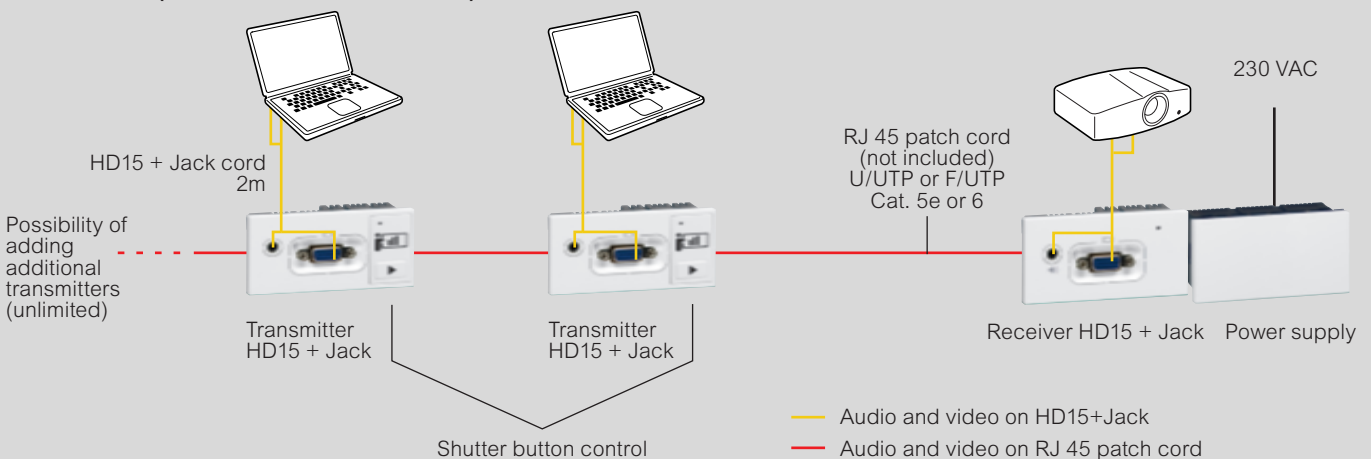 230 VAC
HD15 + Jack cord
2m
RJ 45 patch cord
(not included)
U/UTP or F/UTP
Cat. 5e or 6
Possibility of
adding
additional
transmitters
(unlimited)
Transmitter
HD15 + Jack
Transmitter
HD15 + Jack
Receiver HD15 + Jack
Power supply
Shutter button control
Audio and video on HD15+Jack
Audio and video on RJ 45 patch cord